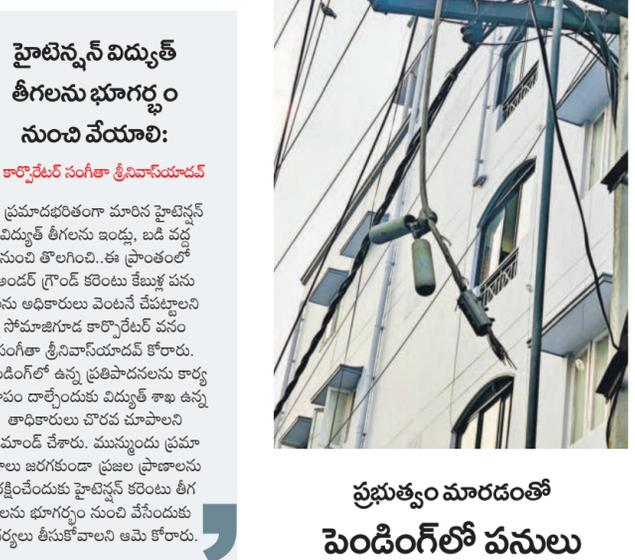 హైటెన్షన్ విద్యుత్
తీగలను భూగర్భం
నుంచి వేయాలి:
కార్పొరేటర్ సంగీతా శ్రీనివాస్‌యాదవ్
ప్రమాదభరితంగా మారిన హైటెన్షన్
విద్యుత్ తీగలను ఇండ్లు, బడి వద్ద
నుంచి తొలగించి..ఈ ప్రాంతంలో
అండర్ గ్రౌండ్ కరెంటు కేబుళ్ల పను
ను అధికారులు వెంటనే చేపట్టాలని
సోమాజిగూడ కార్పొరేటర్ వనం
సంగీతా శ్రీనివాస్‌యాదవ్ కోరారు.
డింగ్‌లో ఉన్న ప్రతిపాదనలను కార్య
పం దాల్చేందుకు విద్యుత్ శాఖ ఉన్న
తాధికారులు చొరవ చూపాలని
మాండ్ చేశారు. మున్ముందు ప్రమా
లు జరగకుండా ప్రజల ప్రాణాలను
రక్షించేందుకు హైటెన్షన్ కరెంటు తీగ
లను భూగర్భం నుంచి వేసేందుకు
ర్యలు తీసుకోవాలని ఆమె కోరారు.
ప్రభుత్వం మారడంతో
పెండింగ్‌లో పనులు